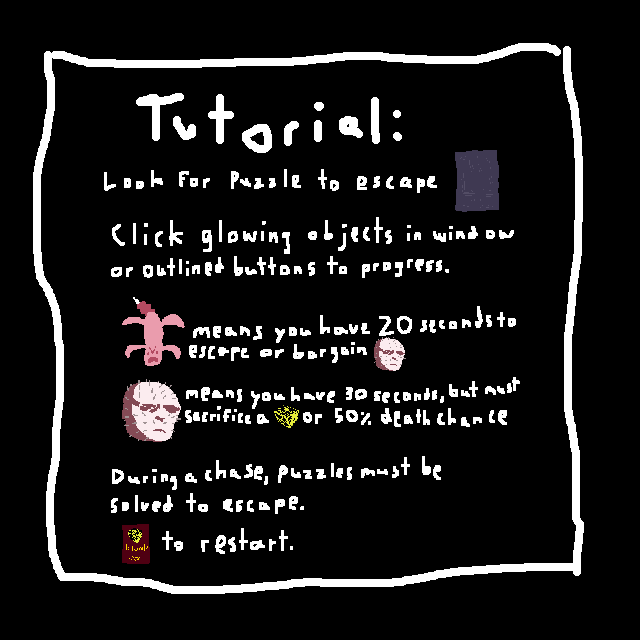 Tutorial:
Look for Puzzle to escape
Click glowing objects in window
or outlined buttons to progress.
means you have 20 seconds to
escape or bargain
means you have 30 seconds, but must
sacrifice a or 50% death chance
During a chase, puzzles must be
solved to escape.
to restart.